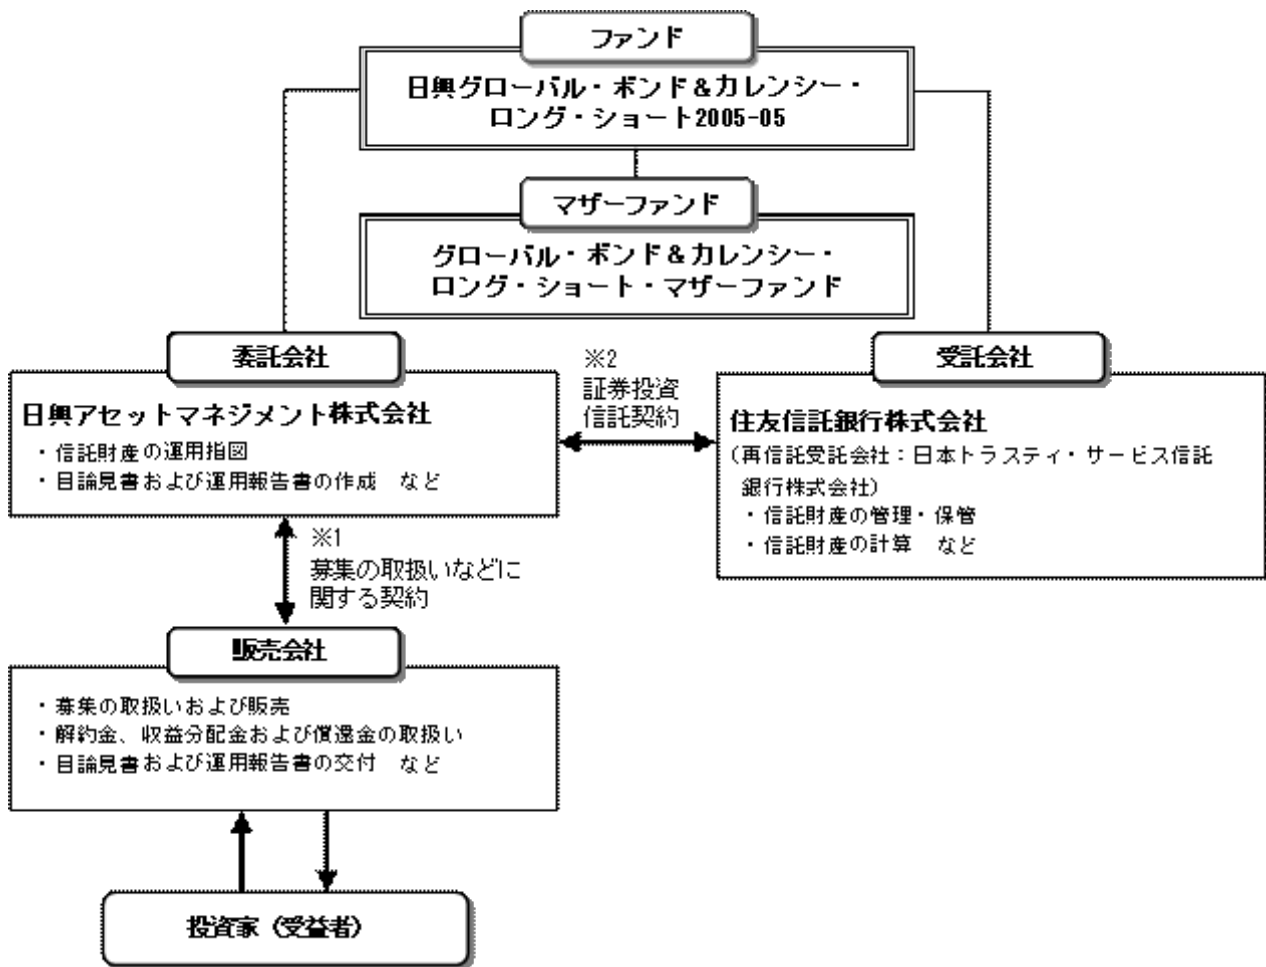 ファンド
日興グローバル・ボンド＆カレンシー・
ロング・ショート2005-05
マザーファンド
グローバル・ボンド＆カレンシー・
ロング・ショート・マザーファンド
委託会社
日興アセットマネジメント株式会社
・信託財産の運用指図
・目論見書および運用報告書の作成　など
※2
証券投資
信託契約
受託会社
住友信託銀行株式会社
（再信託受託会社：日本トラスティ・サービス信託
銀行株式会社）
・信託財産の管理・保管
・信託財産の計算　など
※1
募集の取扱いなどに
関する契約
販売会社
・募集の取扱いおよび販売
・解約金、収益分配金および償還金の取扱い
・目論見書および運用報告書の交付　など
投資家（受益者）